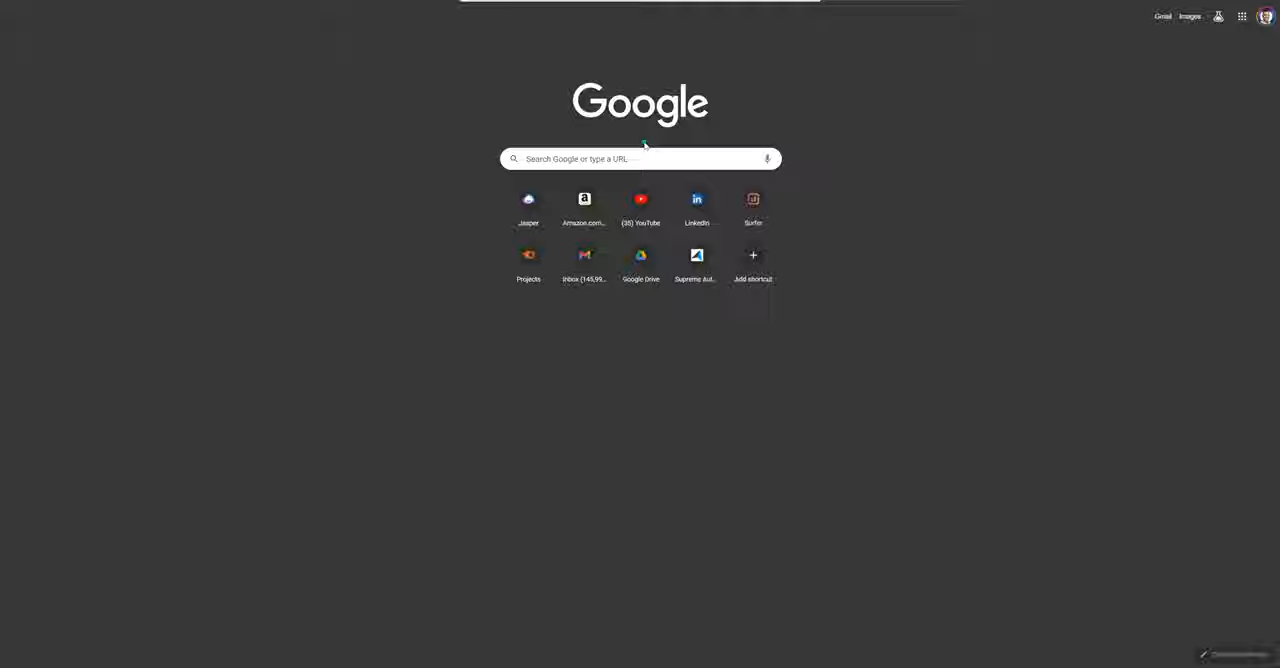 Gmail Images
Google
Search Google or type a URL
Jasper Amazon.com... (35) YouTube LinkedIn Surfer
Projects Inbox (145,99... Google Drive Supreme Aut... Add shortcut